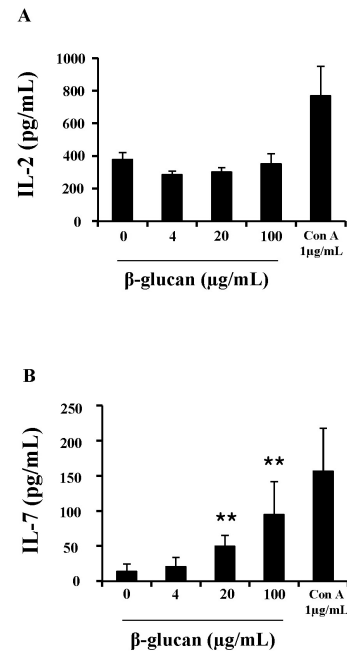 A
IL-2 (pg/mL)
1000
800
600
400
200
0
0 4 20 100 Con A
1μg/mL
β-glucan (μg/mL)
B
IL-7 (pg/mL)
250
200
150
100
50
0
** **
0 4 20 100 Con A
1μg/mL
β-glucan (μg/mL)